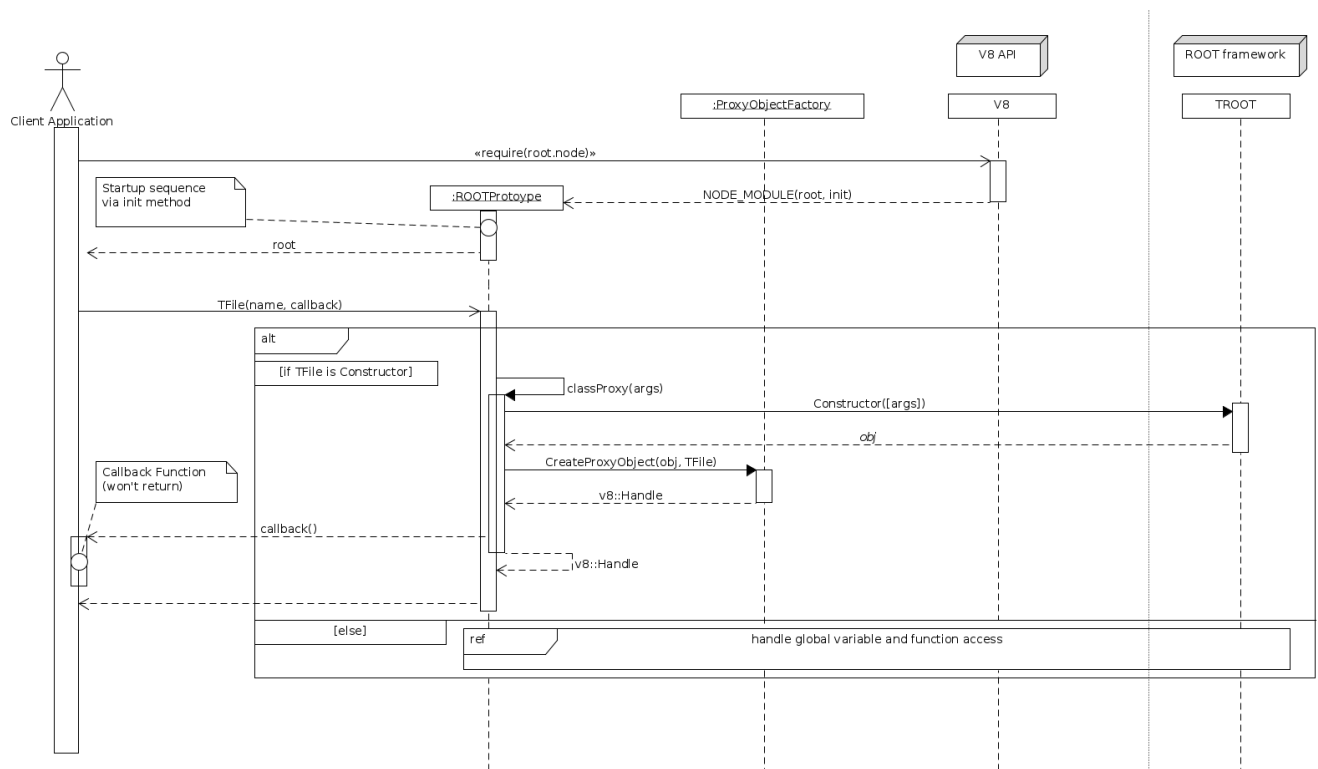 V8 API
ROOT framework
Client Application
:ProxyObjectFactory
V8
TROOT
«require(root.node)»
Startup sequence
via init method
:ROOTProtoype
NODE_MODULE(root, init)
root
TFile(name, callback)
alt
[if TFile is Constructor]
classProxy(args)
Constructor([args])
obj
Callback Function
(won't return)
CreateProxyObject(obj, TFile)
v8::Handle
callback()
v8::Handle
[else]
ref
handle global variable and function access